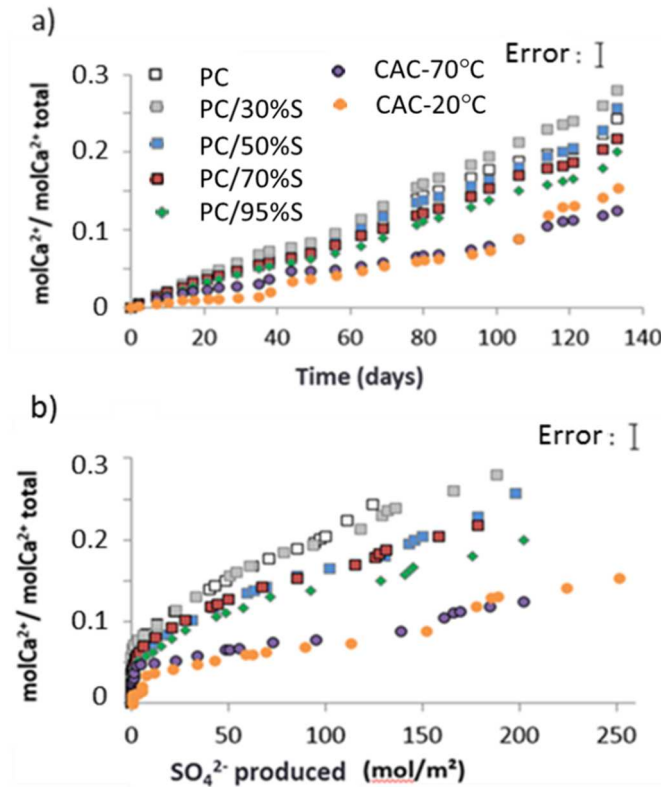 a)
Error : I
PC
PC/30%S
PC/50%S
PC/70%S
PC/95%S
CAC-70°C
CAC-20°C
0.3
0.2
0.1
0
molCa²⁺/ molCa²⁺ total
0 20 40 60 80 100 120 140
Time (days)
b)
Error : I
0.3
0.2
0.1
0
molCa²⁺/ molCa²⁺ total
0 50 100 150 200 250
SO₄²⁻ produced (mol/m²)